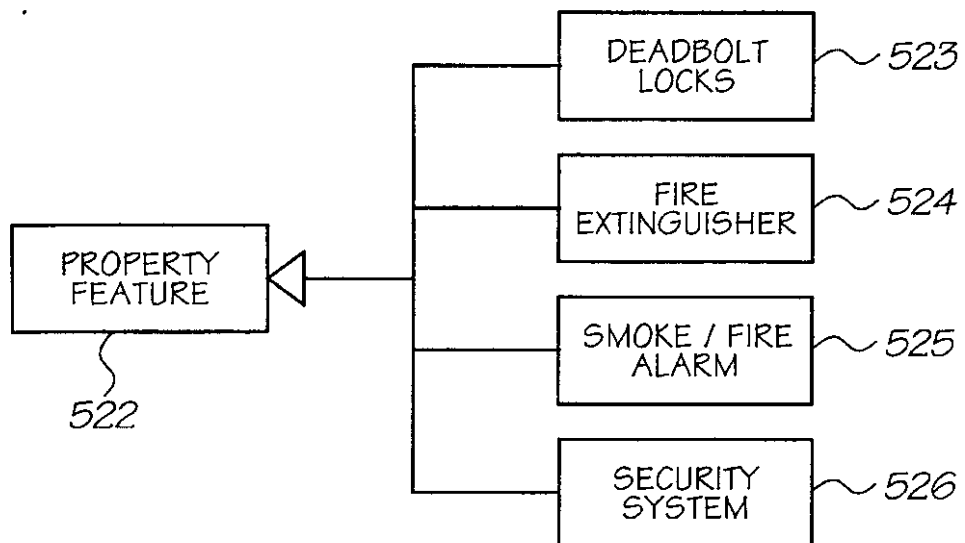 DEADBOLT
LOCKS
523
FIRE
EXTINGUISHER
524
PROPERTY
FEATURE
522
SMOKE / FIRE
ALARM
525
SECURITY
SYSTEM
526